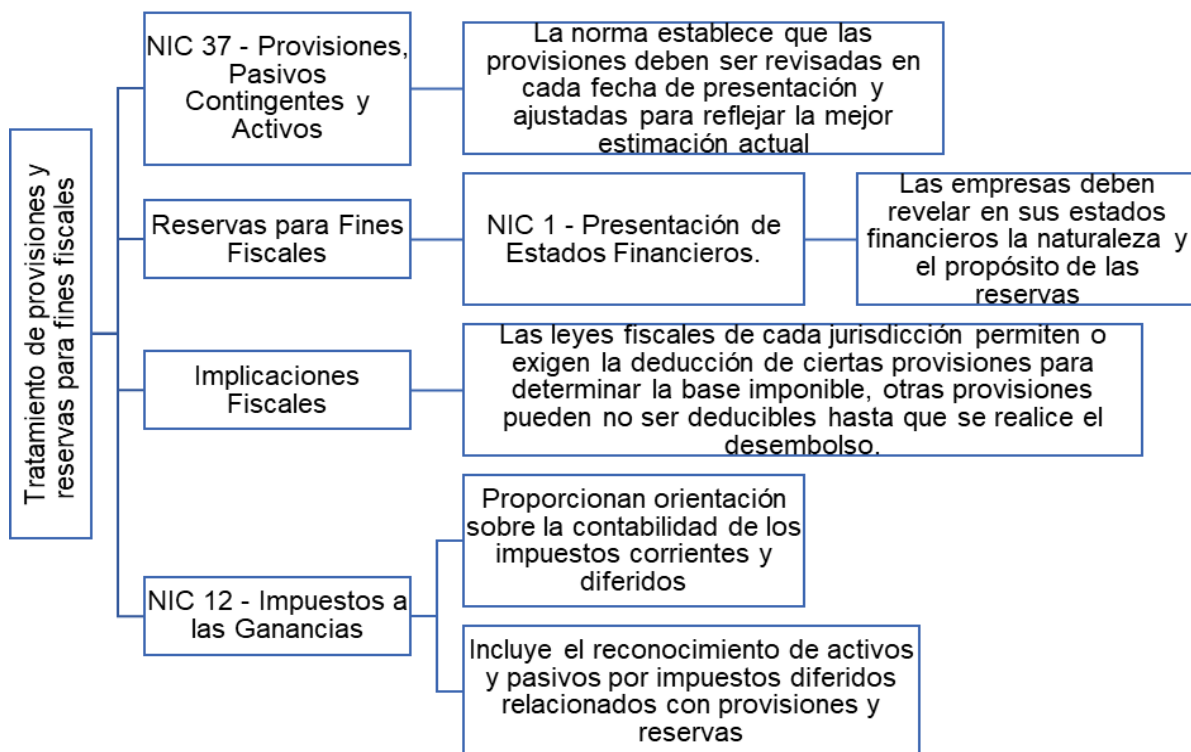 Tratamiento de provisiones y
reservas para fines fiscales
NIC 37 - Provisiones,
Pasivos
Contingentes y
Activos
La norma establece que las
provisiones deben ser revisadas en
cada fecha de presentación y
ajustadas para reflejar la mejor
estimación actual
Reservas para Fines
Fiscales
NIC 1 - Presentación de
Estados Financieros.
Las empresas deben
revelar en sus estados
financieros la naturaleza y
el propósito de las
reservas
Implicaciones
Fiscales
Las leyes fiscales de cada jurisdicción permiten o
exigen la deducción de ciertas provisiones para
determinar la base imponible, otras provisiones
pueden no ser deducibles hasta que se realice el
desembolso.
NIC 12 - Impuestos a
las Ganancias
Proporcionan orientación
sobre la contabilidad de los
impuestos corrientes y
diferidos
Incluye el reconocimiento de activos
y pasivos por impuestos diferidos
relacionados con provisiones y
reservas